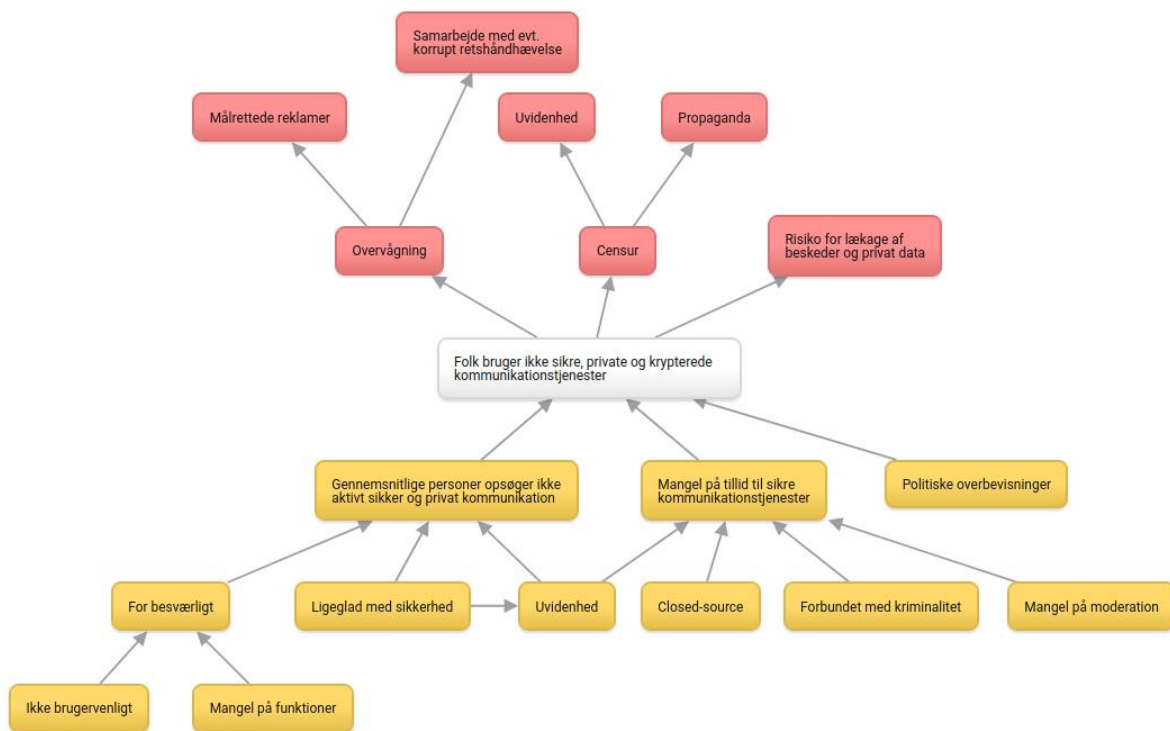 Samarbejde med evt.
korrupt retshåndhævelse
Målrettede reklamer
Uvidenhed
Propaganda
Overvågning
Censur
Risiko for lækage af
beskeder og privat data
Folk bruger ikke sikre, private og krypterede
kommunikationstjenester
Gennemsnitlige personer opsøger ikke
aktivt sikker og privat kommunikation
Mangel på tillid til sikre
kommunikationstjenester
Politiske overbevisninger
For besværligt
Ligeglad med sikkerhed
Uvidenhed
Closed-source
Forbundet med kriminalitet
Mangel på moderation
Ikke brugervenligt
Mangel på funktioner